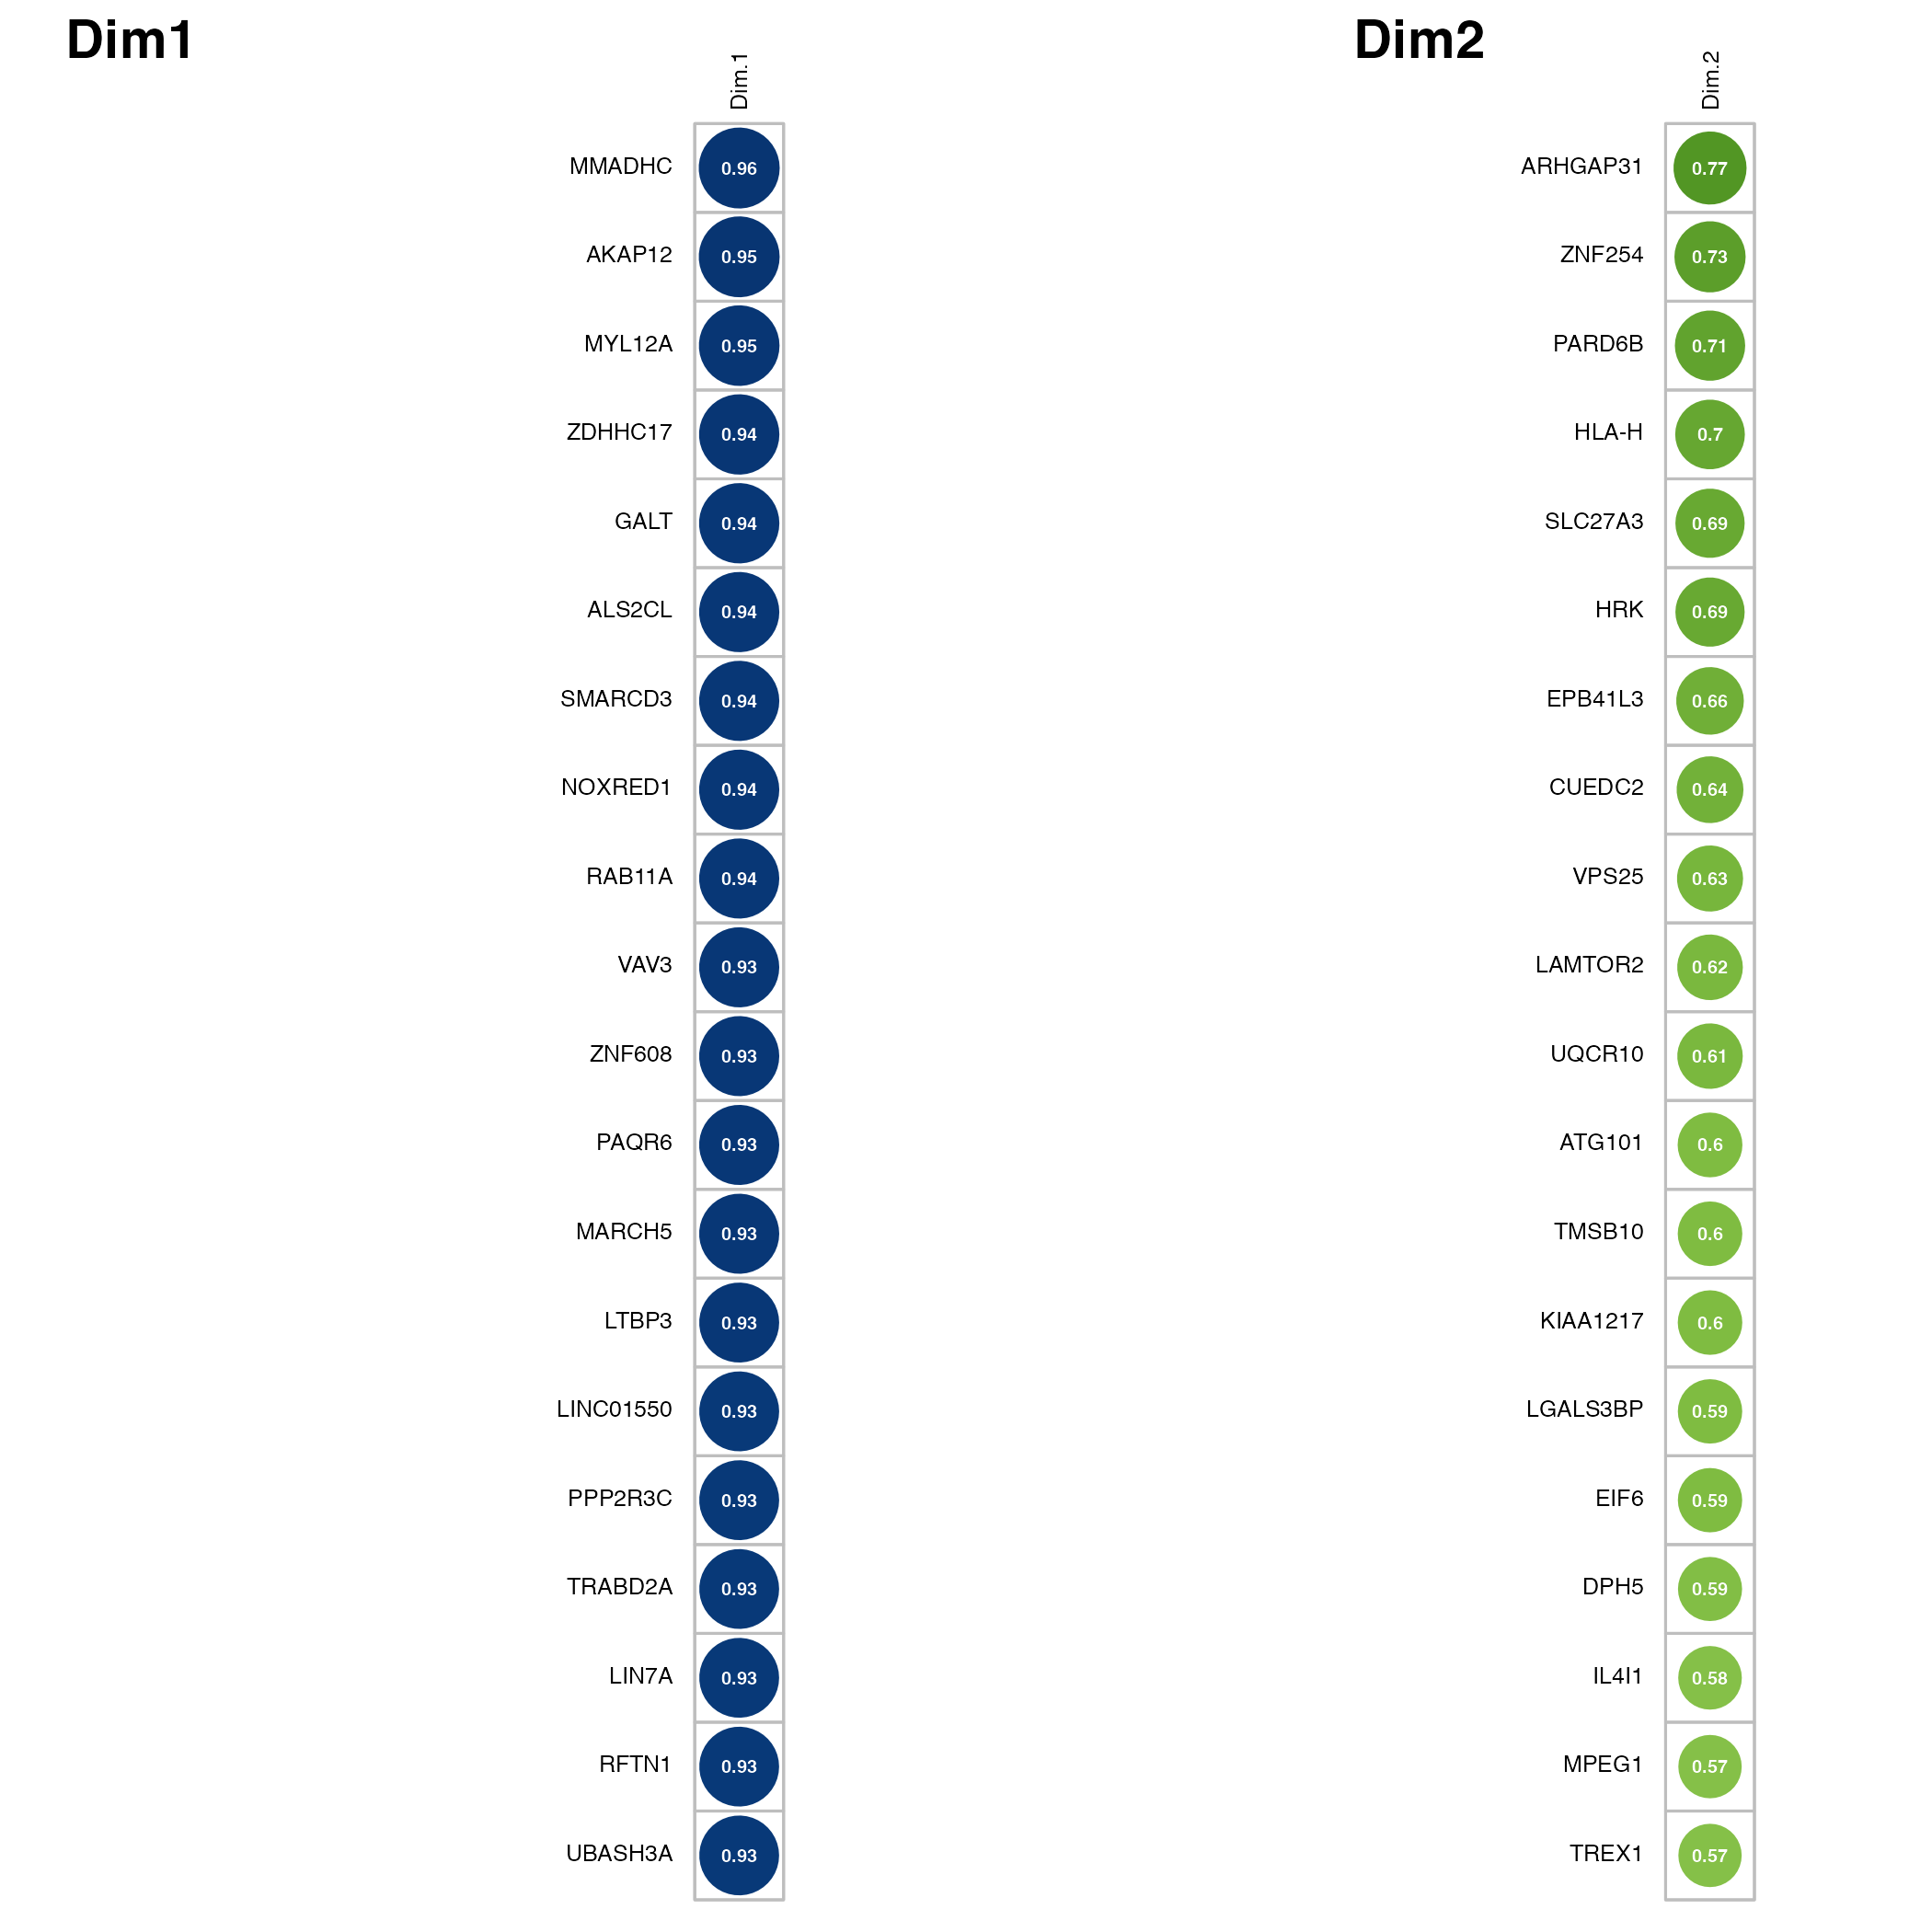 Dim1
Dim.1
MMADHC 0.96
AKAP12 0.95
MYL12A 0.95
ZDHHC17 0.94
GALT 0.94
ALS2CL 0.94
SMARCD3 0.94
NOXRED1 0.94
RAB11A 0.94
VAV3 0.93
ZNF608 0.93
PAQR6 0.93
MARCH5 0.93
LTBP3 0.93
LINC01550 0.93
PPP2R3C 0.93
TRABD2A 0.93
LIN7A 0.93
RFTN1 0.93
UBASH3A 0.93
Dim2
Dim.2
ARHGAP31 0.77
ZNF254 0.73
PARD6B 0.71
HLA-H 0.7
SLC27A3 0.69
HRK 0.69
EPB41L3 0.66
CUEDC2 0.64
VPS25 0.63
LAMTOR2 0.62
UQCR10 0.61
ATG101 0.6
TMSB10 0.6
KIAA1217 0.6
LGALS3BP 0.59
EIF6 0.59
DPH5 0.59
IL4I1 0.58
MPEG1 0.57
TREX1 0.57